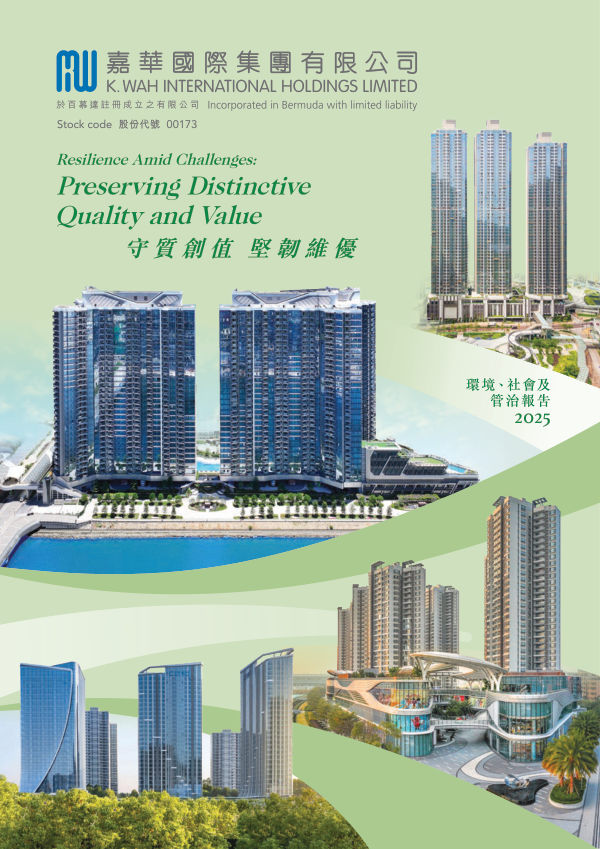 嘉華國際集團有限公司
K. WAH INTERNATIONAL HOLDINGS LIMITED
於百慕達註冊成立之有限公司 Incorporated in Bermuda with limited liability
Stock code 股份代號 00173
Resilience Amid Challenges:
Preserving Distinctive
Quality and Value
守質創值 堅韌維優
環境、社會及
管治報告
2025